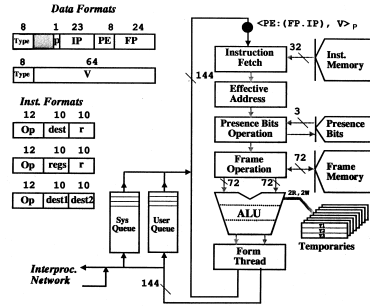 Data Formats
8 1 23 8 24
Type p IP PE FP
8 64
Type V
Inst. Formats
12 10 10
Op dest r
12 10 10
Op regs r
12 10 10
Op dest1 dest2
Sys Queue
User Queue
Interproc. Network
144
144
<PE:(FP.IP), V>p
Instruction Fetch
32
Inst. Memory
Effective Address
Presence Bits Operation
3
Presence Bits
Frame Operation
72
Frame Memory
72 72
ALU
2R, 2W
Temporaries
Form Thread